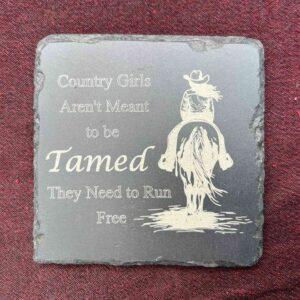 Country Girls
Aren't Meant
to be
Tamed
They Need to Run
Free